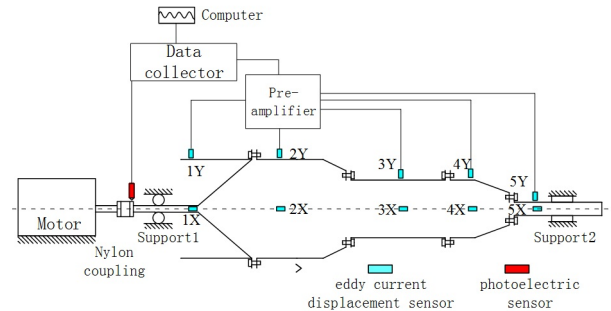 Computer
Data
collector
Pre-
amplifier
1Y
2Y
3Y
4Y
5Y
1X
2X
3X
4X
5X
Motor
Support1
Support2
Nylon
coupling
eddy current
displacement sensor
photoelectric
sensor